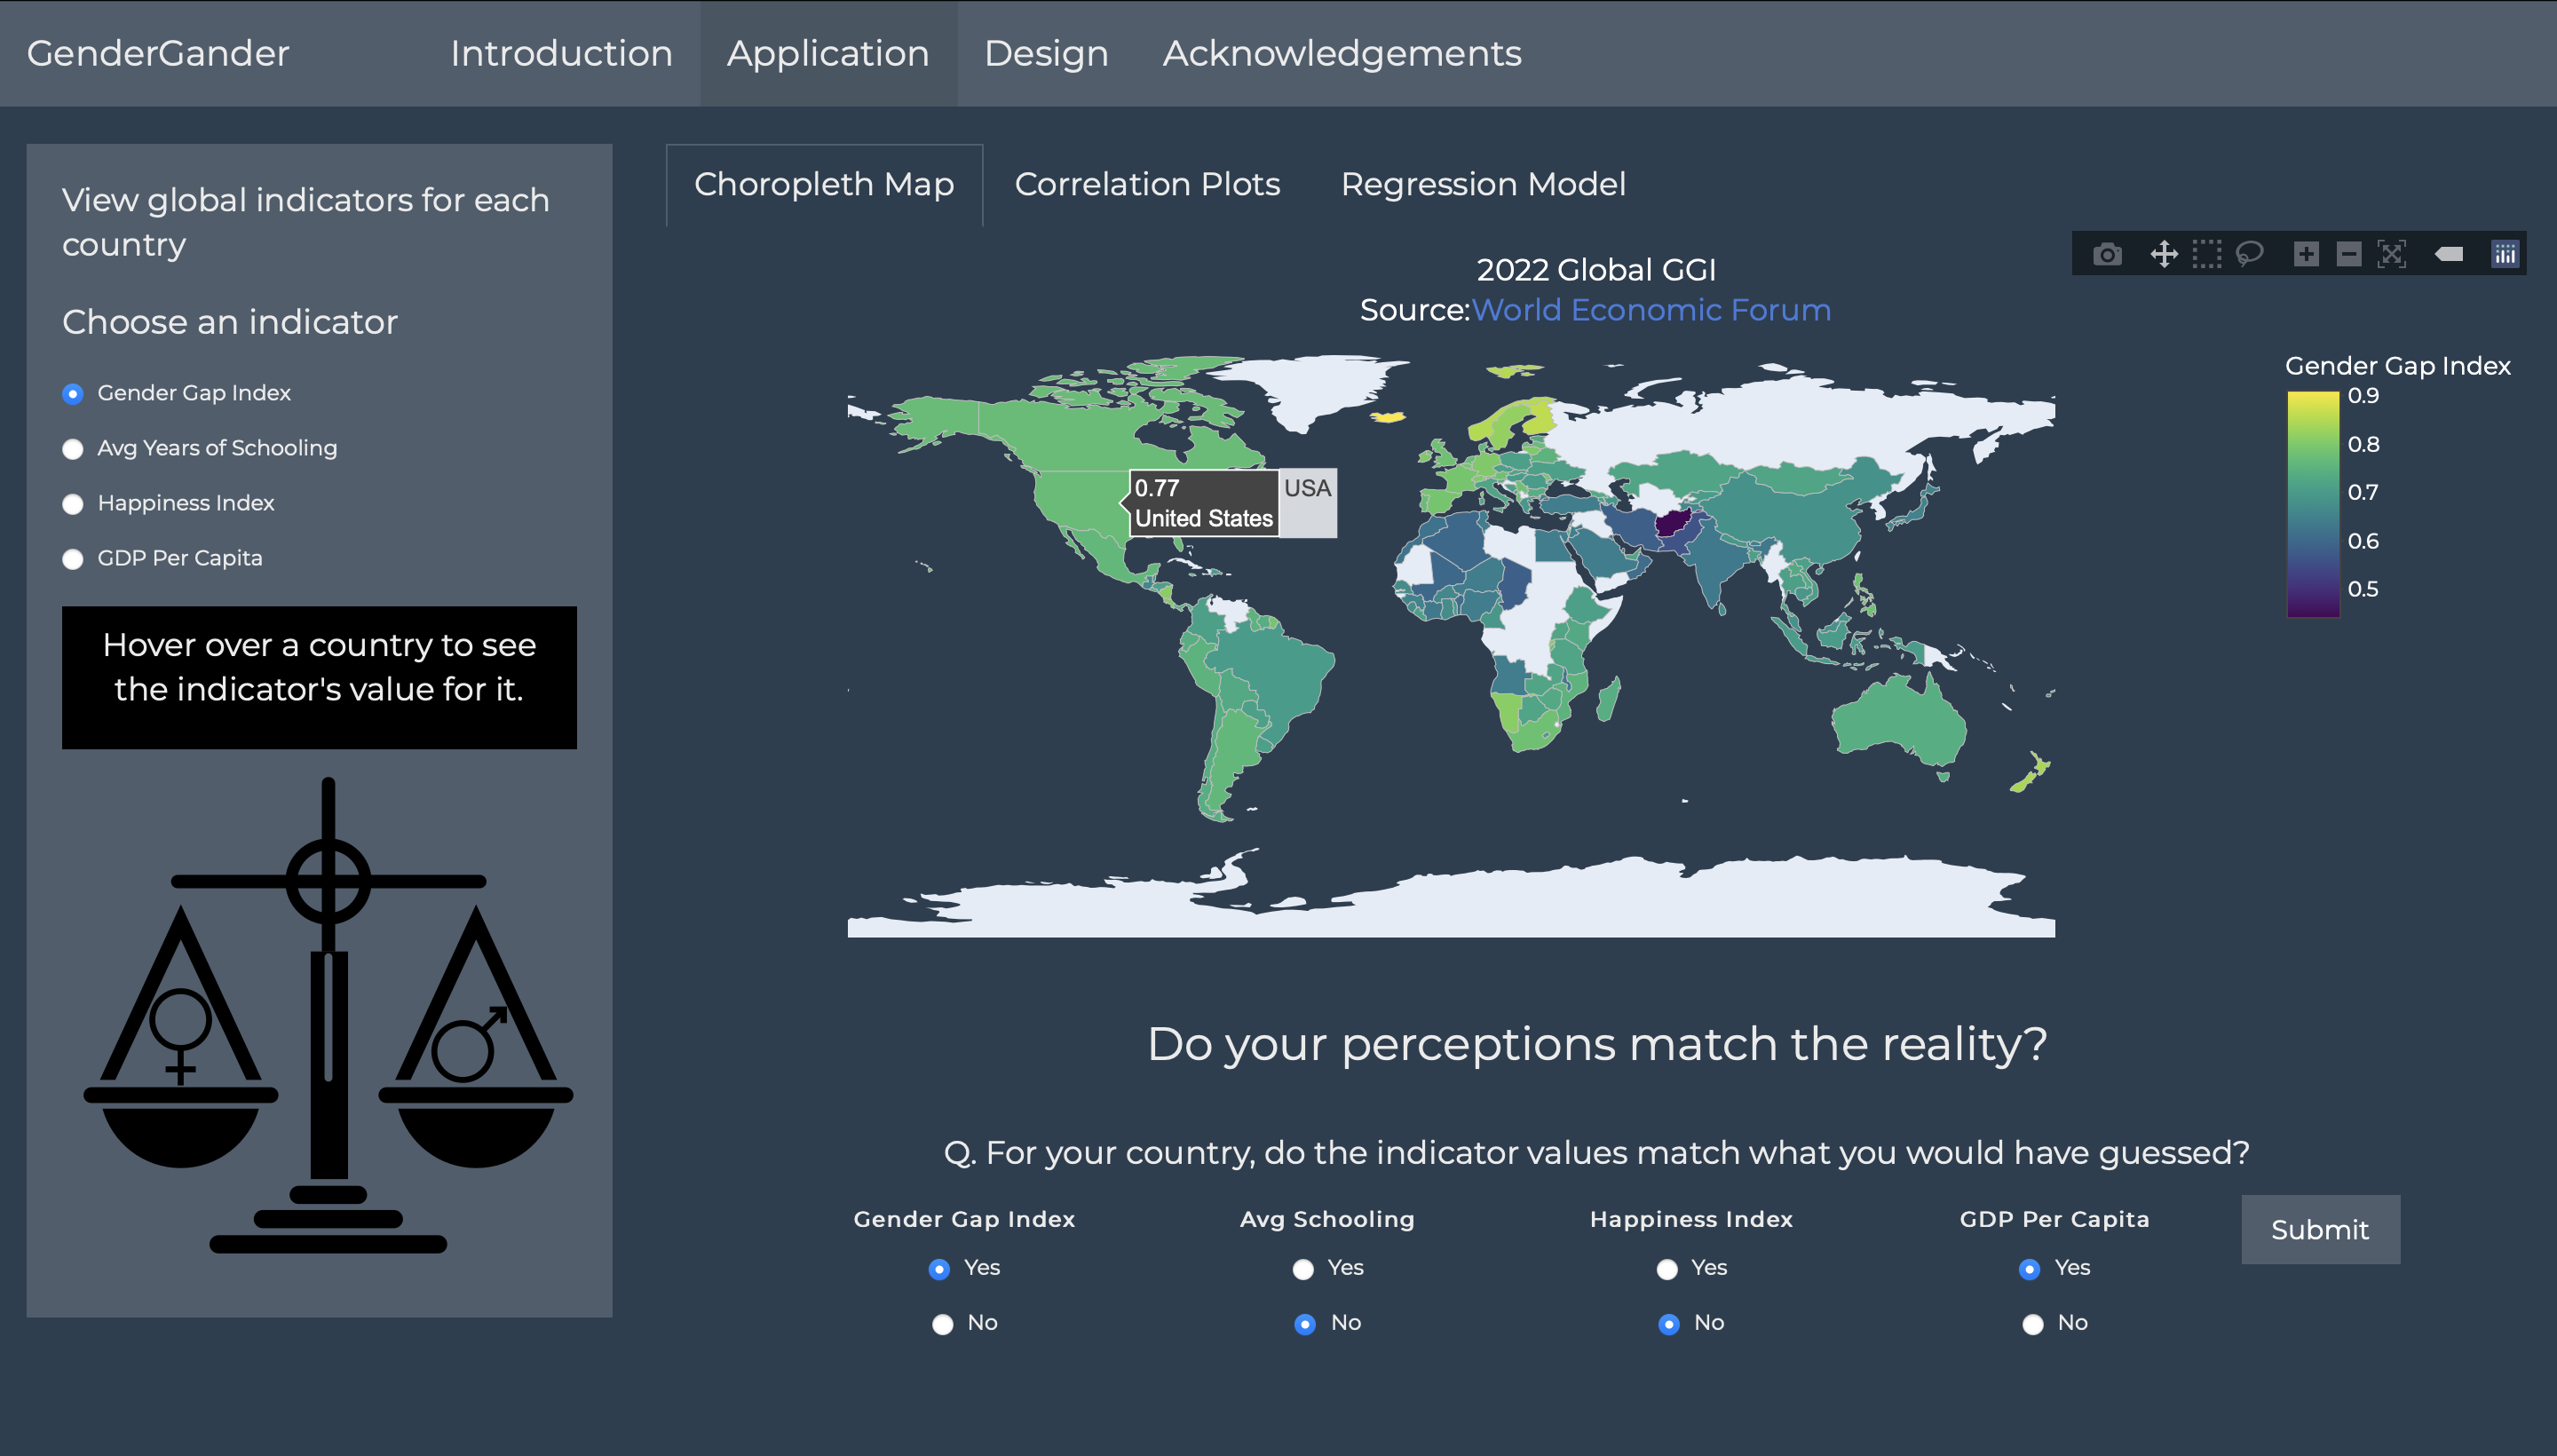 GenderGander Introduction Application Design Acknowledgements
View global indicators for each
country
Choose an indicator
Gender Gap Index
Avg Years of Schooling
Happiness Index
GDP Per Capita
Hover over a country to see
the indicator's value for it.
Choropleth Map Correlation Plots Regression Model
2022 Global GGI
Source:World Economic Forum
0.77
United States
USA
Gender Gap Index
0.9
0.8
0.7
0.6
0.5
Do your perceptions match the reality?
Q. For your country, do the indicator values match what you would have guessed?
Gender Gap Index
Yes
No
Avg Schooling
Yes
No
Happiness Index
Yes
No
GDP Per Capita
Yes
No
Submit